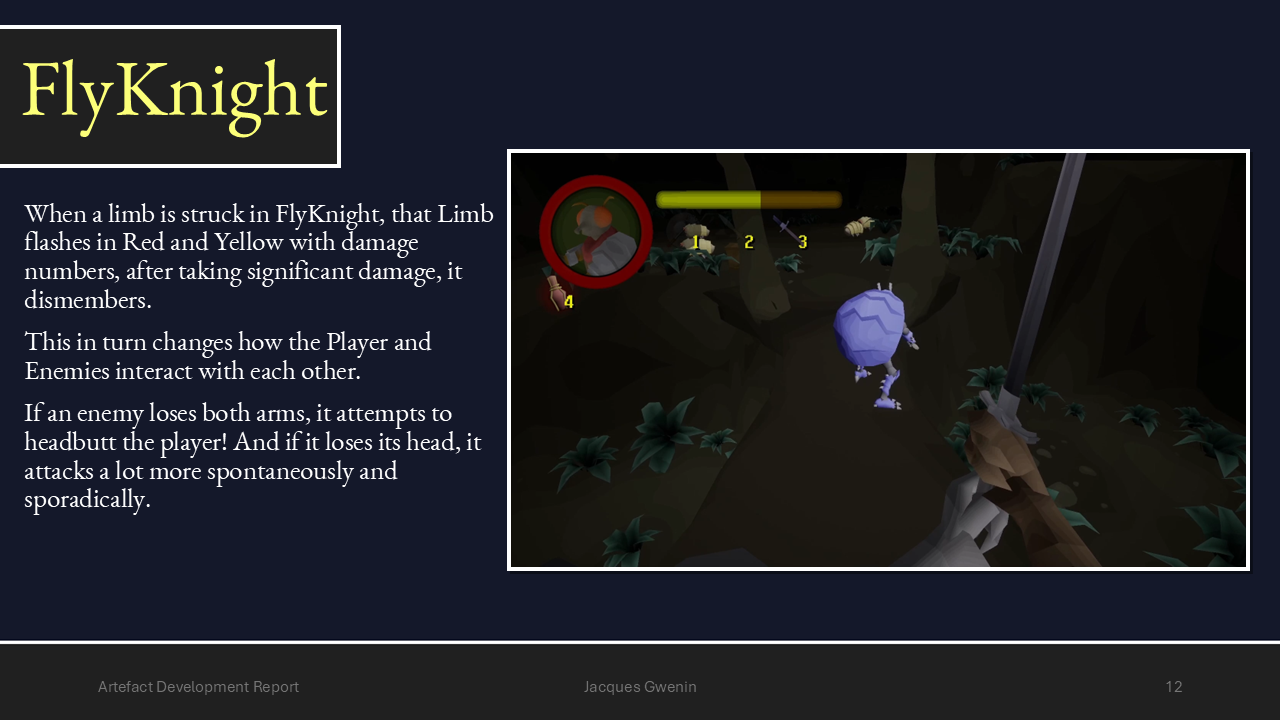 FlyKnight
When a limb is struck in FlyKnight, that Limb
flashes in Red and Yellow with damage
numbers, after taking significant damage, it
dismembers.
This in turn changes how the Player and
Enemies interact with each other.
If an enemy loses both arms, it attempts to
headbutt the player! And if it loses its head, it
attacks a lot more spontaneously and
sporadically.
1 2 3
4
Artefact Development Report
Jacques Gwenin
12